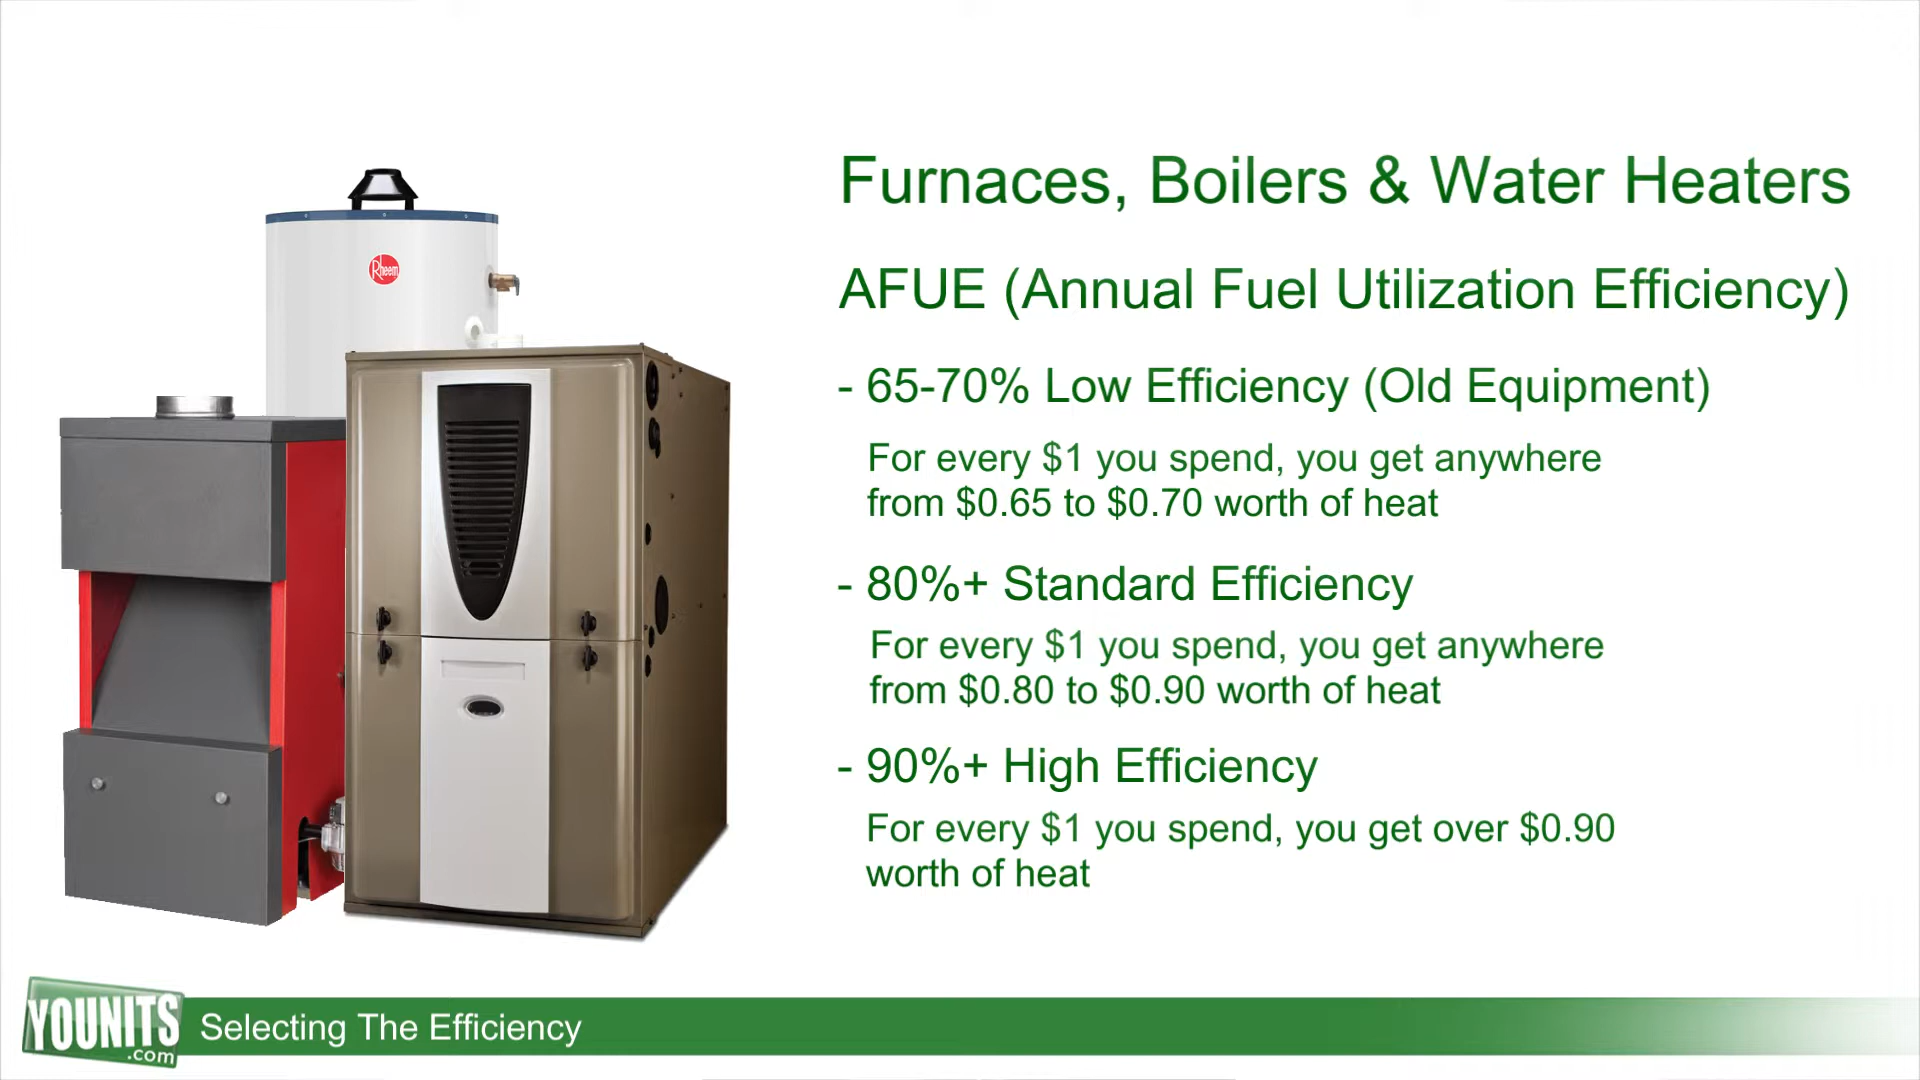 Furnaces, Boilers & Water Heaters
AFUE (Annual Fuel Utilization Efficiency)
- 65-70% Low Efficiency (Old Equipment)
For every $1 you spend, you get anywhere
from $0.65 to $0.70 worth of heat
- 80%+ Standard Efficiency
For every $1 you spend, you get anywhere
from $0.80 to $0.90 worth of heat
- 90%+ High Efficiency
For every $1 you spend, you get over $0.90
worth of heat
Rheem
YOUNITS
.com
Selecting The Efficiency